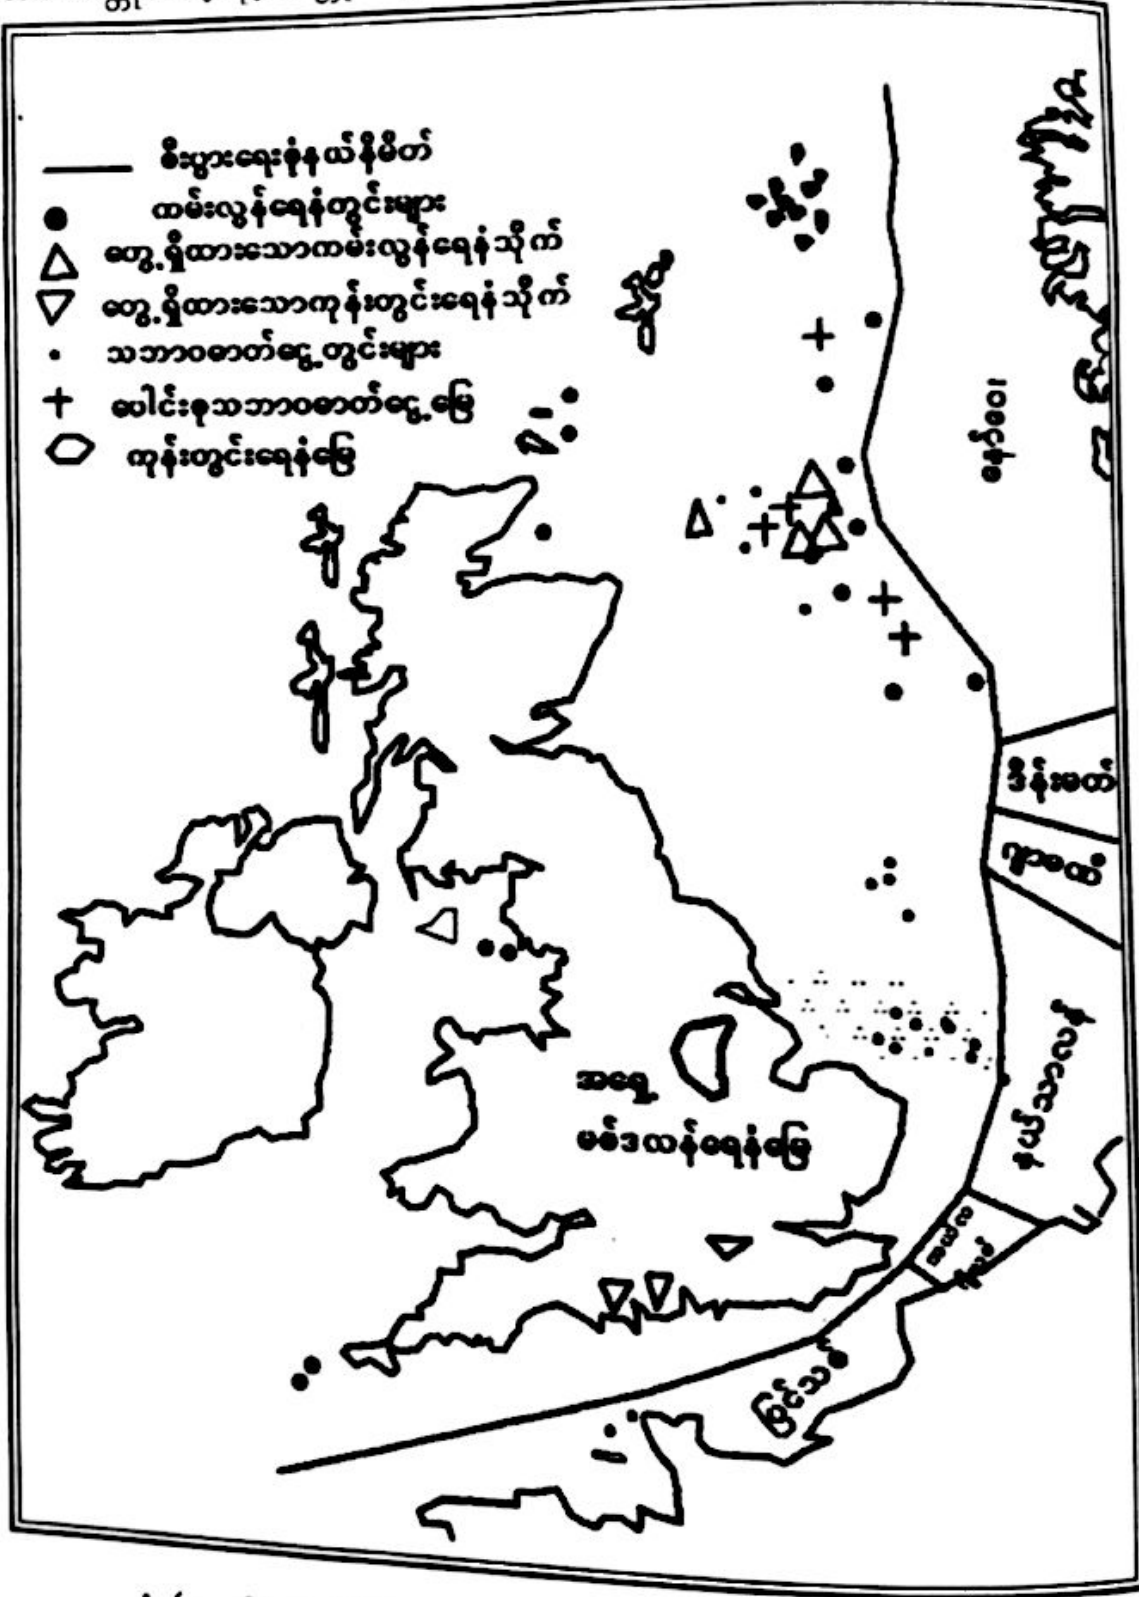 စီးပွားရေးစုံနယ်နိမိတ်
ကမ်းလွန်ရေနံတွင်းများ
တွေ့ရှိထားသောကမ်းလွန်ရေနံသိုက်
တွေ့ရှိထားသောကုန်းတွင်းရေနံသိုက်
သဘာဝဓာတ်ငွေ့တွင်းများ
ပေါင်းစုသဘာဝဓာတ်ငွေ့မြေ
ကုန်းတွင်းရေနံမြေ
နော်ဝေး
ဒိန်းမတ်
ဂျာမဏီ
နယ်သာလန်
အရှေ့
မစ်ဒလန်ရေနံမြေ
ပြင်သစ်